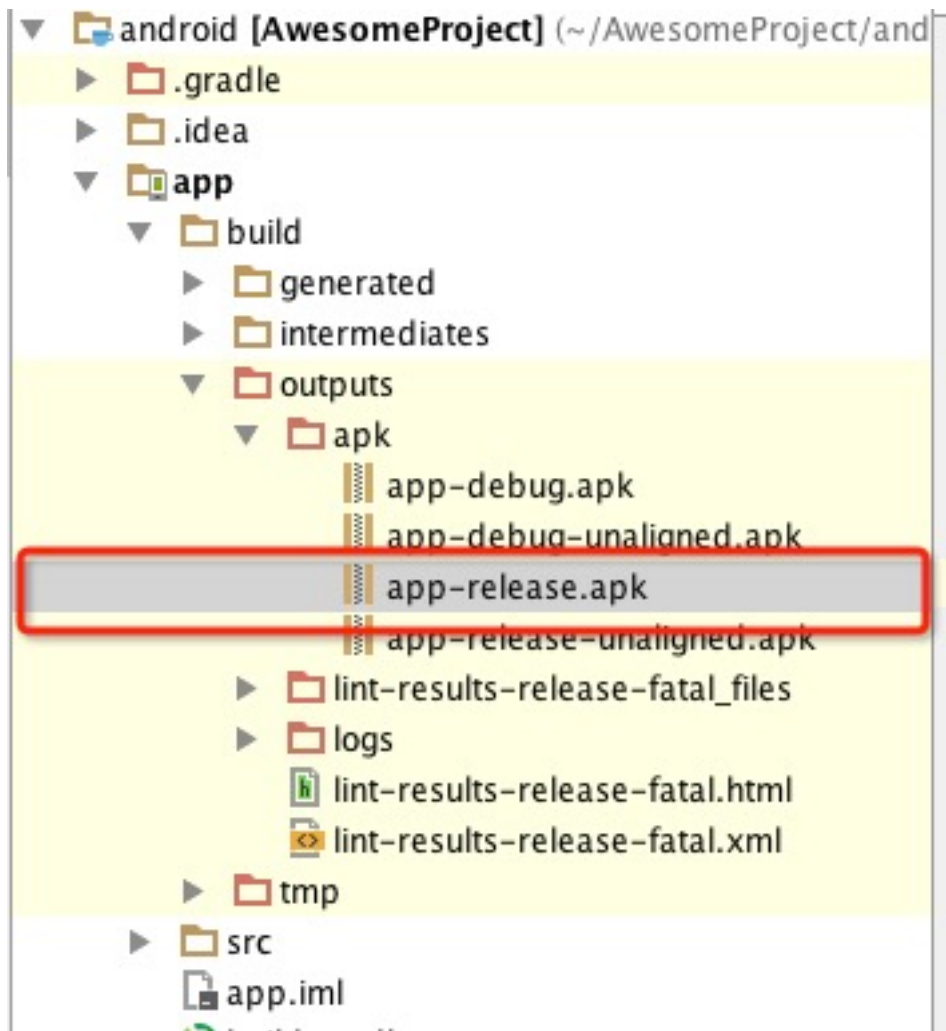 android [AwesomeProject] (~/AwesomeProject/and
.gradle
.idea
app
build
generated
intermediates
outputs
apk
app-debug.apk
app-debug-unaligned.apk
app-release.apk
app-release-unaligned.apk
lint-results-release-fatal_files
logs
lint-results-release-fatal.html
lint-results-release-fatal.xml
tmp
src
app.iml